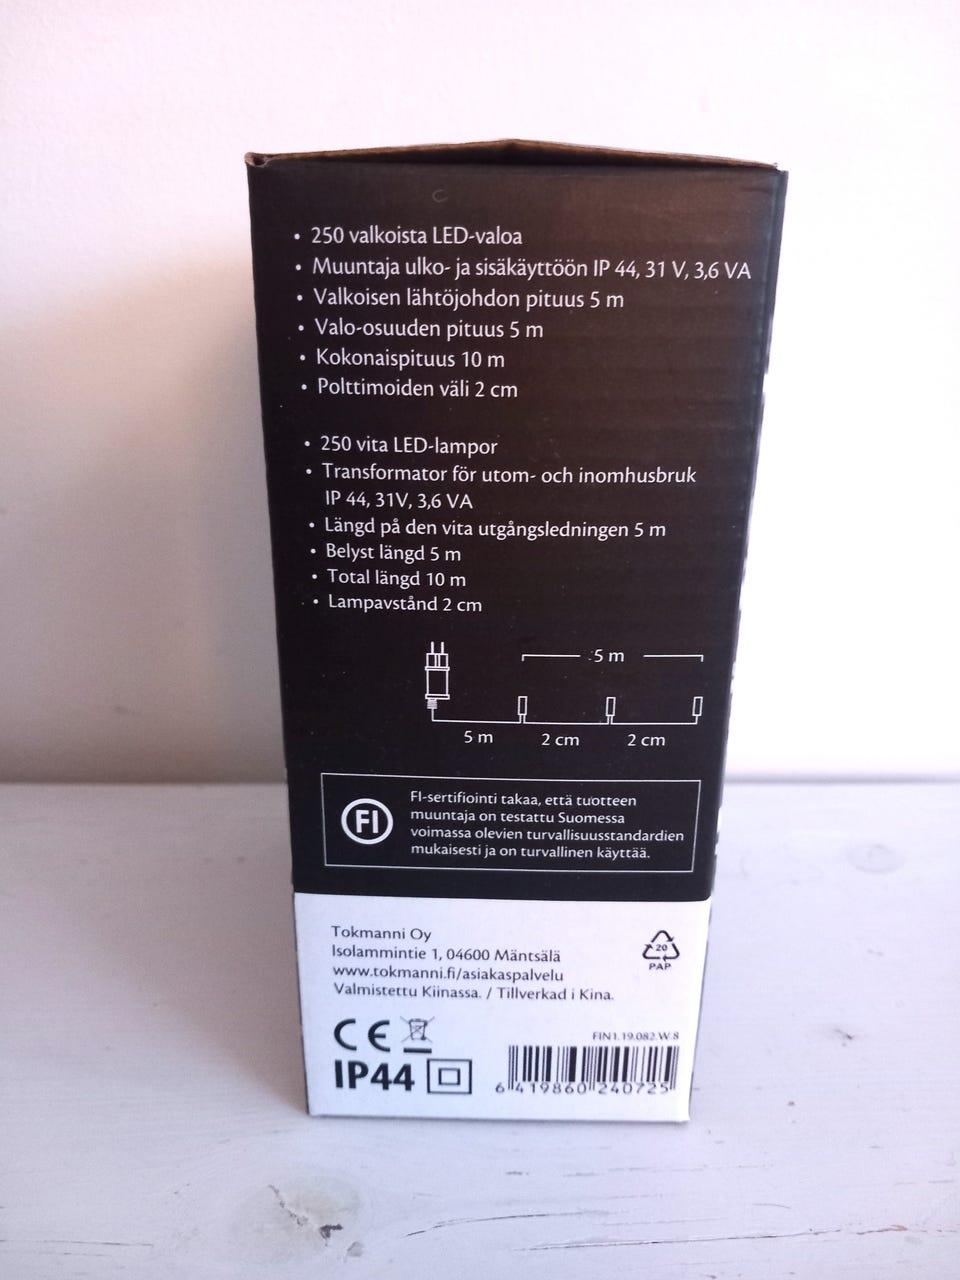 • 250 valkoista LED-valoa
• Muuntaja ulko- ja sisäkäyttöön IP 44, 31 V, 3,6 VA
• Valkoisen lähtöjohdon pituus 5 m
• Valo-osuuden pituus 5 m
• Kokonaispituus 10 m
• Polttimoiden väli 2 cm
• 250 vita LED-lampor
• Transformator för utom- och inomhusbruk
IP 44, 31V, 3,6 VA
• Längd på den vita utgångsledningen 5 m
• Belyst längd 5 m
• Total längd 10 m
• Lampavstånd 2 cm
5 m
5 m 2 cm 2 cm
FI
FI-sertifiointi takaa, että tuotteen
muuntaja on testattu Suomessa
voimassa olevien turvallisuusstandardien
mukaisesti ja on turvallinen käyttää.
Tokmanni Oy
Isolammintie 1, 04600 Mäntsälä
www.tokmanni.fi/asiakaspalvelu
Valmistettu Kiinassa. / Tillverkad i Kina.
20
PAP
CE
IP44
FIN1.19.082.W.8
6 419860 240725